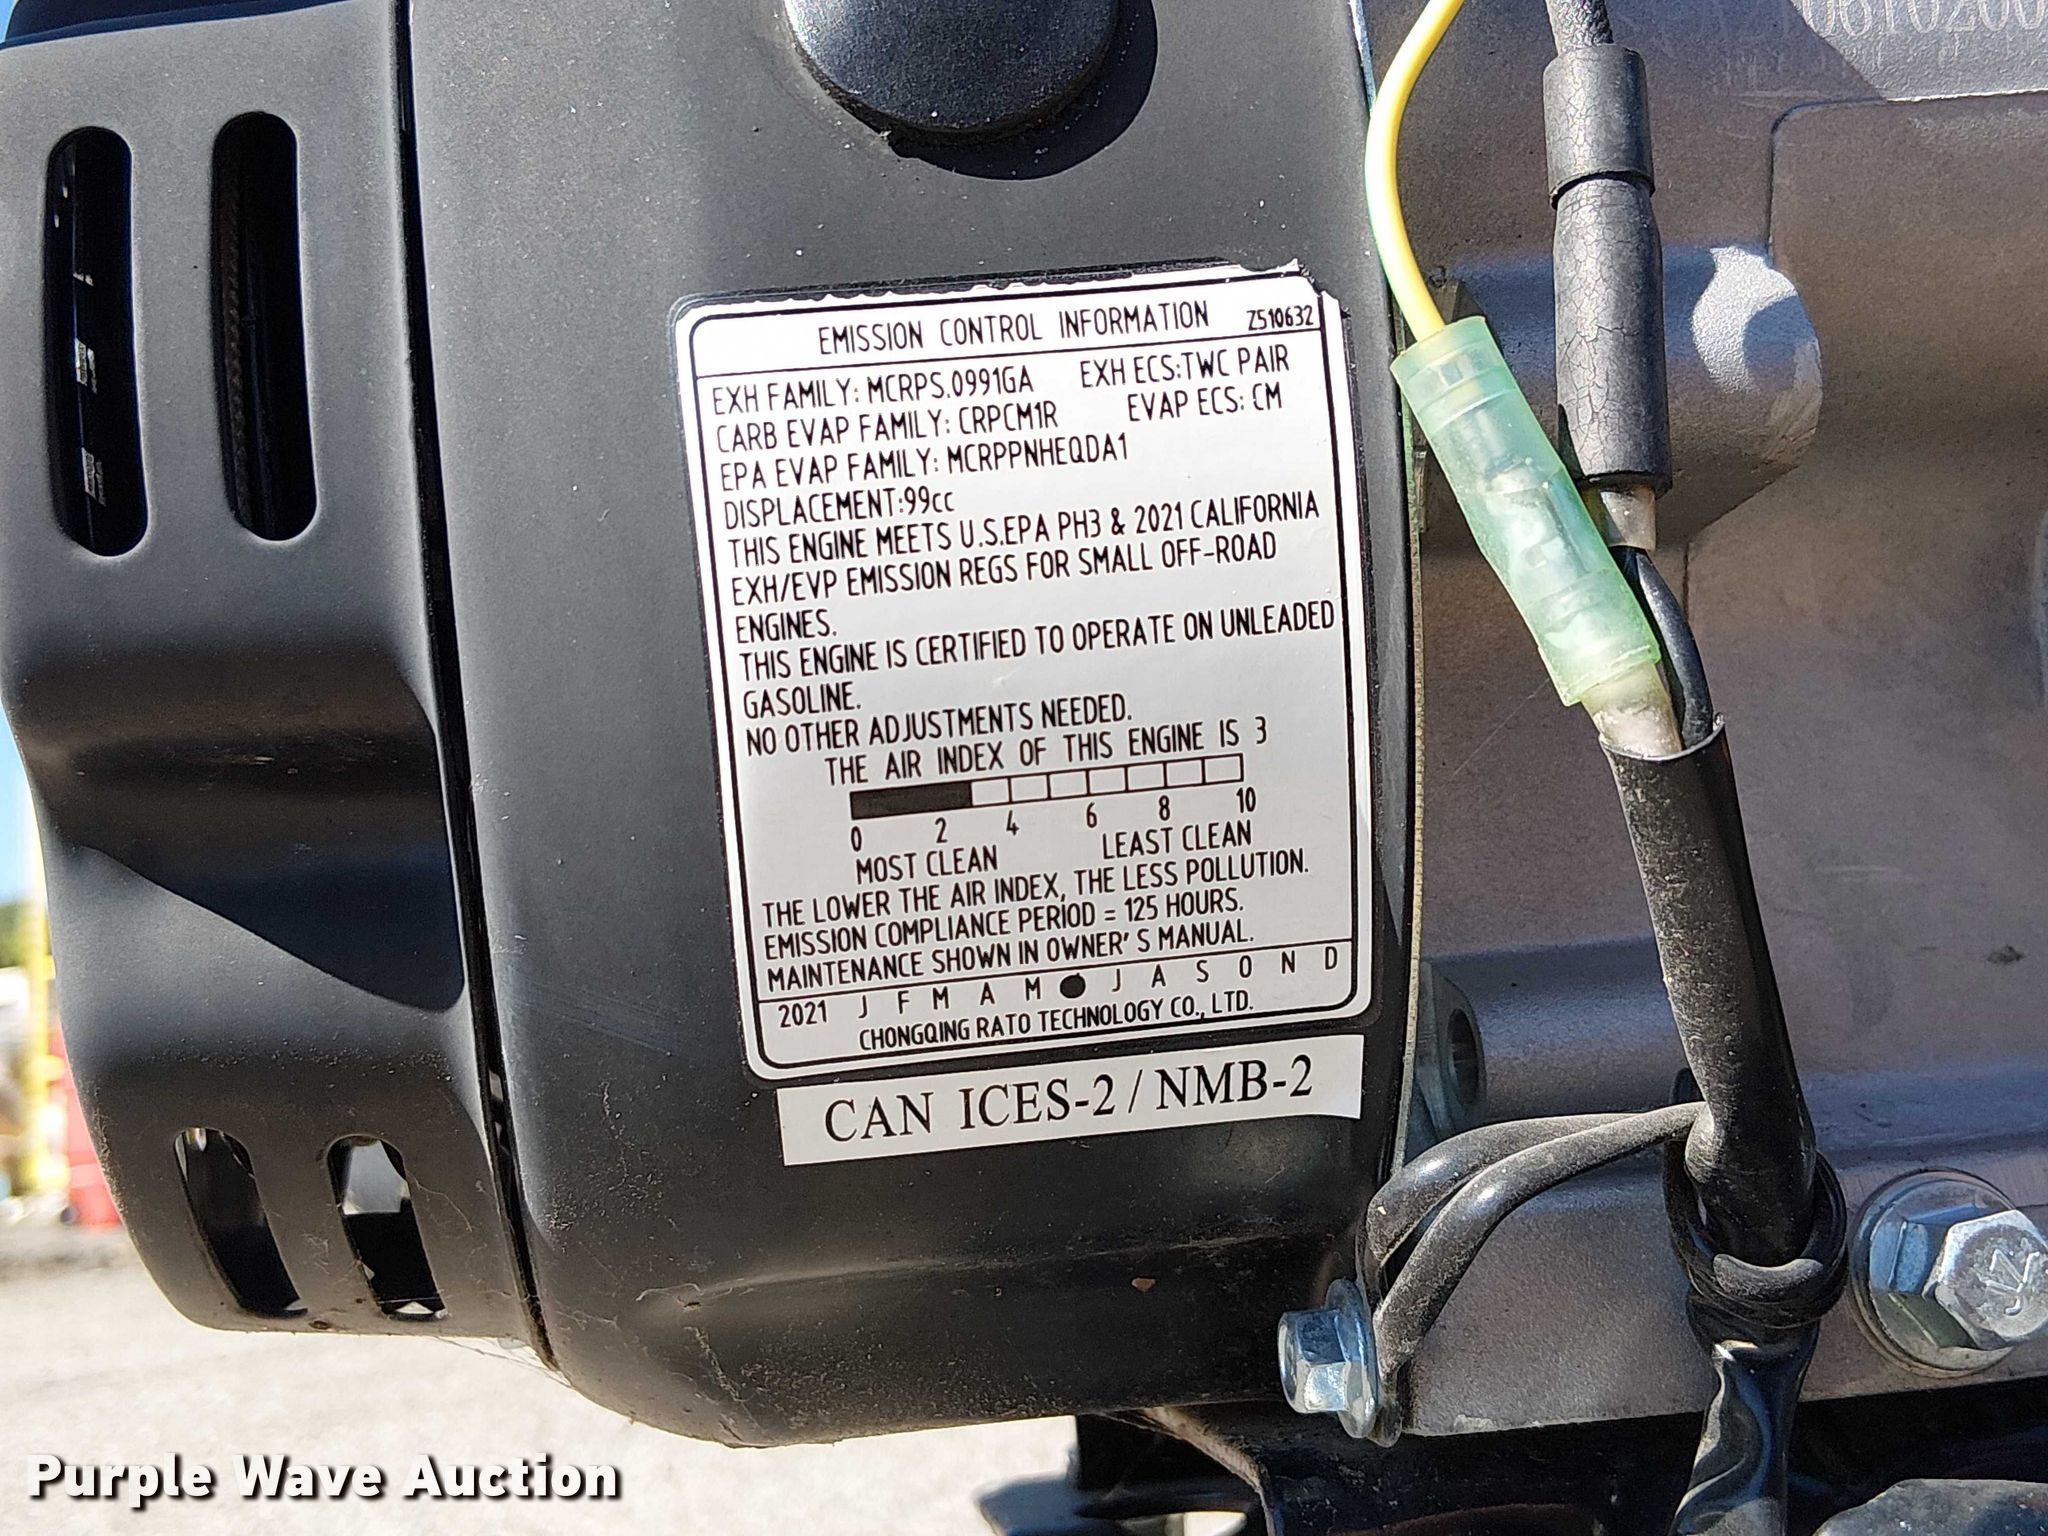 EMISSION CONTROL INFORMATION Z510632
EXH FAMILY: MCRPS.0991GA EXH ECS:TWC PAIR
CARB EVAP FAMILY: CRPCM1R EVAP ECS: CM
EPA EVAP FAMILY: MCRPPNHEQDA1
DISPLACEMENT:99cc
THIS ENGINE MEETS U.S.EPA PH3 & 2021 CALIFORNIA
EXH/EVP EMISSION REGS FOR SMALL OFF-ROAD
ENGINES.
THIS ENGINE IS CERTIFIED TO OPERATE ON UNLEADED
GASOLINE.
NO OTHER ADJUSTMENTS NEEDED.
THE AIR INDEX OF THIS ENGINE IS 3
0 2 4 6 8 10
MOST CLEAN LEAST CLEAN
THE LOWER THE AIR INDEX, THE LESS POLLUTION.
EMISSION COMPLIANCE PERIOD = 125 HOURS.
MAINTENANCE SHOWN IN OWNER'S MANUAL.
2021 J F M A M ● J A S O N D
CHONGQING RATO TECHNOLOGY CO., LTD.
CAN ICES-2 / NMB-2
Purple Wave Auction